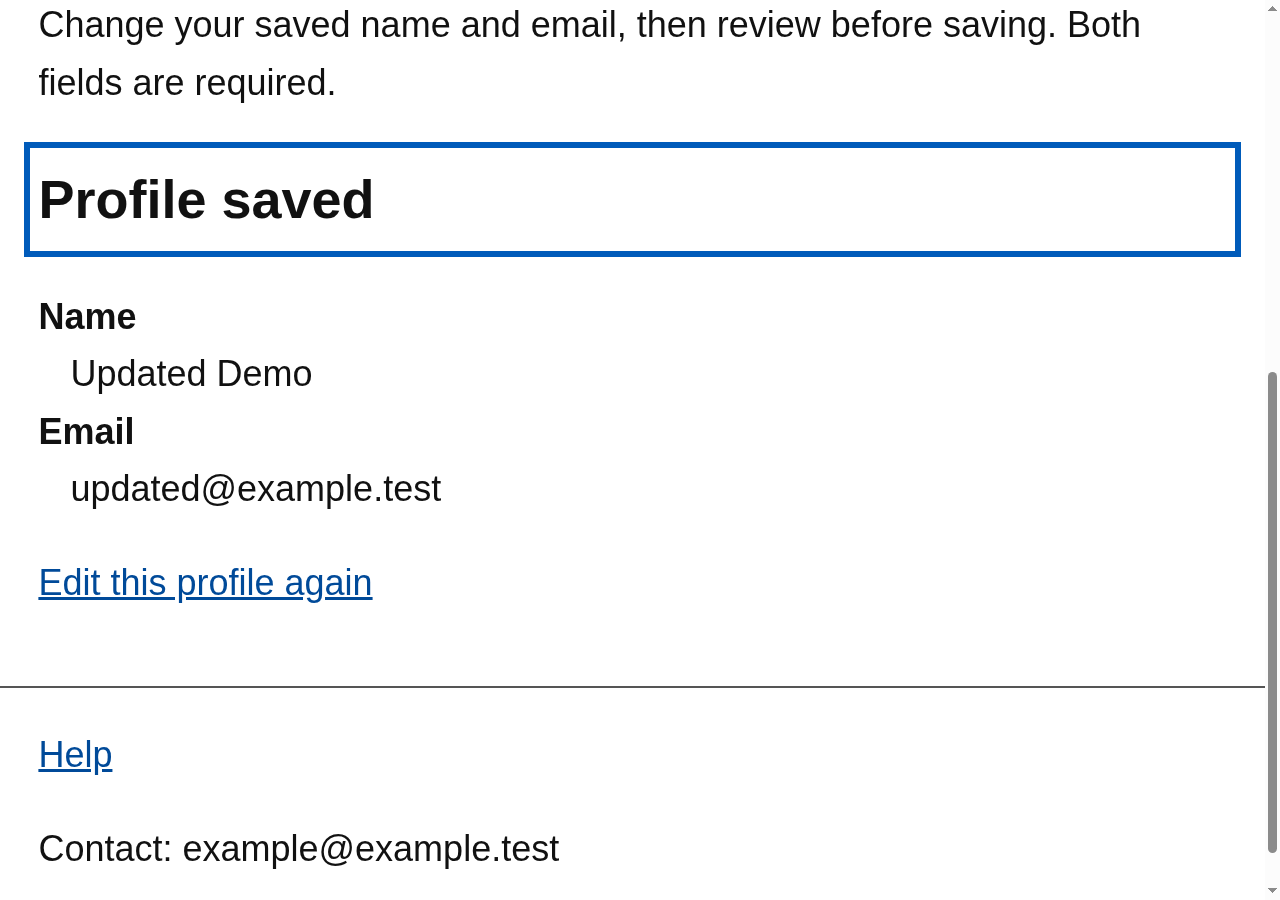 Change your saved name and email, then review before saving. Both
fields are required.
Profile saved
Name
Updated Demo
Email
updated@example.test
Edit this profile again
Help
Contact: example@example.test